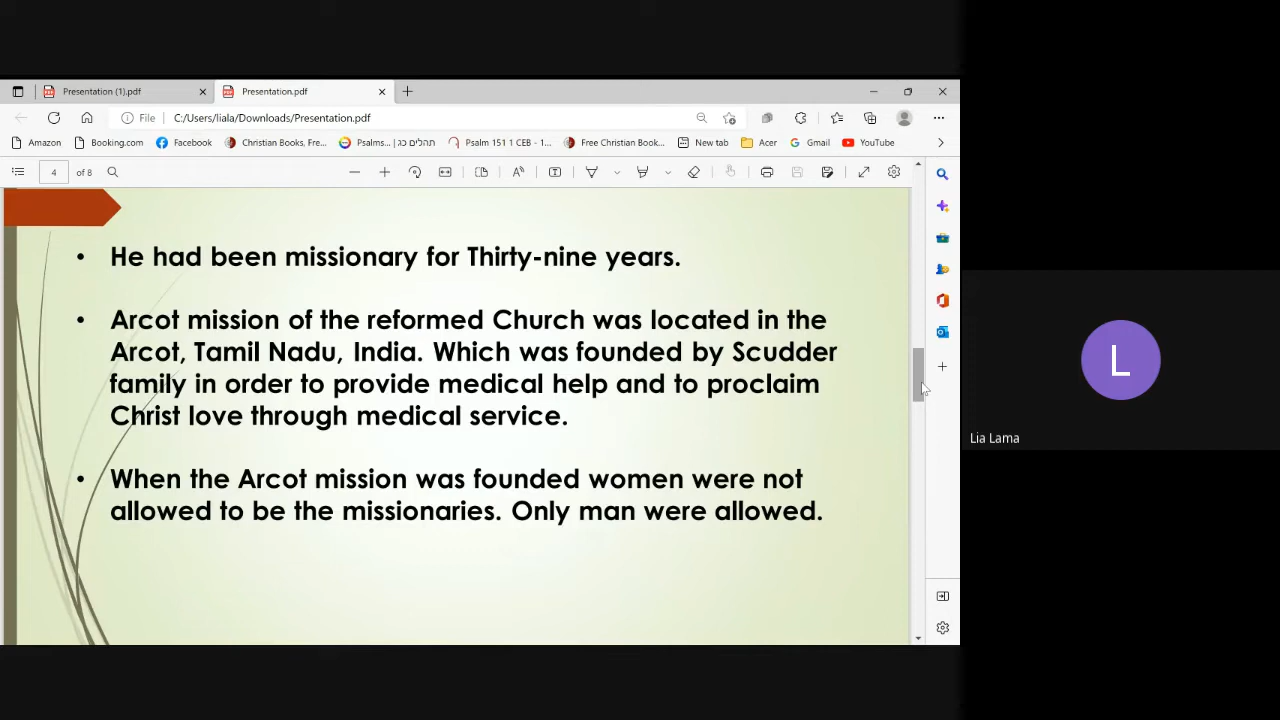 Presentation (1).pdf
Presentation.pdf
File
C:/Users/liala/Downloads/Presentation.pdf
Amazon
Booking.com
Facebook
Christian Books, Fre...
Psalms... | תהלים כג
Psalm 151 1 CEB - 1...
Free Christian Book...
New tab
Acer
Gmail
YouTube
4 of 8
• He had been missionary for Thirty-nine years.
• Arcot mission of the reformed Church was located in the
Arcot, Tamil Nadu, India. Which was founded by Scudder
family in order to provide medical help and to proclaim
Christ love through medical service.
• When the Arcot mission was founded women were not
allowed to be the missionaries. Only man were allowed.
L
Lia Lama